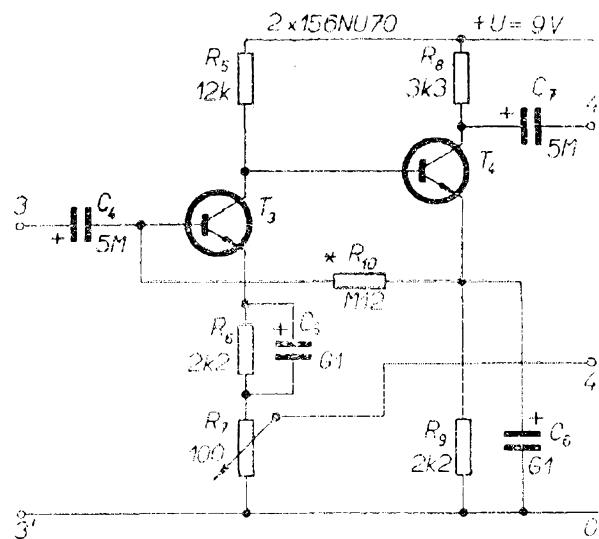 2×156NU70 +U=9V
R5
12k
R8
3k3
C7
+
5M
4
3
C4
+
5M
T3
T4
* R10
M12
R6
2k2
+
C5
G1
4
R7
100
R9
2k2
+
C6
G1
3'
0